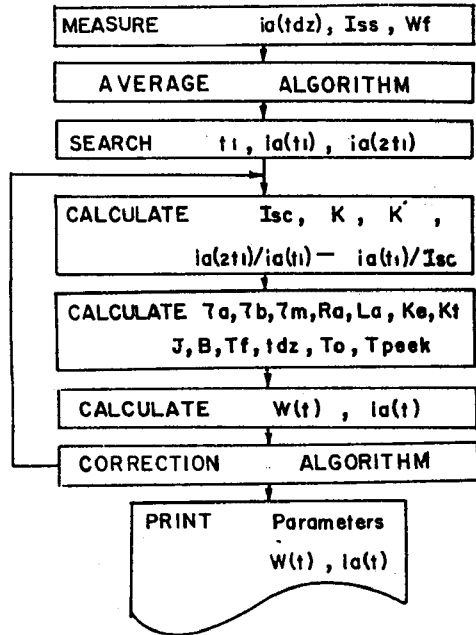 MEASURE ia(tdz), Iss, Wf
AVERAGE ALGORITHM
SEARCH t1, ia(t1), ia(2t1)
CALCULATE Isc, K, K′,
ia(2t1)/ia(t1) — ia(t1)/Isc
CALCULATE 7a,7b,7m,Ra,La,Ke,Kt
J,B,Tf,tdz,To,Tpeek
CALCULATE W(t), ia(t)
CORRECTION ALGORITHM
PRINT Parameters
W(t), ia(t)